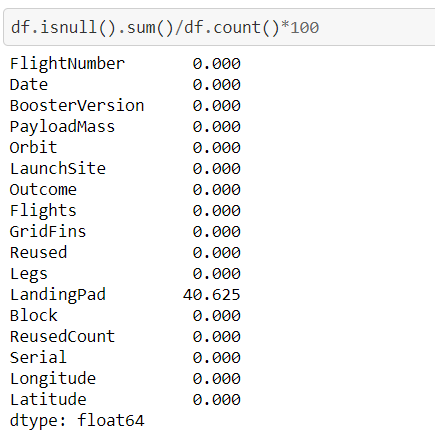 df.isnull().sum()/df.count()*100
FlightNumber 0.000
Date 0.000
BoosterVersion 0.000
PayloadMass 0.000
Orbit 0.000
LaunchSite 0.000
Outcome 0.000
Flights 0.000
GridFins 0.000
Reused 0.000
Legs 0.000
LandingPad 40.625
Block 0.000
ReusedCount 0.000
Serial 0.000
Longitude 0.000
Latitude 0.000
dtype: float64